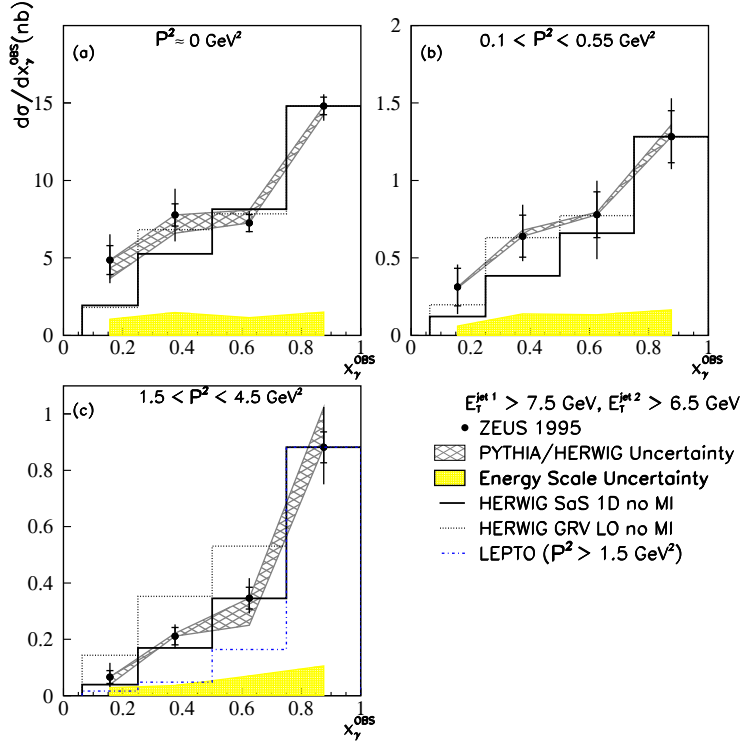 dσ/dxγ^OBS(nb)
(a) P² ≈ 0 GeV²
15
10
5
0
0 0.2 0.4 0.6 0.8 1
xγ^OBS
(b) 0.1 < P² < 0.55 GeV²
2
1.5
1
0.5
0
0 0.2 0.4 0.6 0.8 1
xγ^OBS
(c) 1.5 < P² < 4.5 GeV²
1
0.8
0.6
0.4
0.2
0
0 0.2 0.4 0.6 0.8 1
xγ^OBS
E_T^jet 1 > 7.5 GeV, E_T^jet 2 > 6.5 GeV
ZEUS 1995
PYTHIA/HERWIG Uncertainty
Energy Scale Uncertainty
HERWIG SaS 1D no MI
HERWIG GRV LO no MI
LEPTO (P² > 1.5 GeV²)